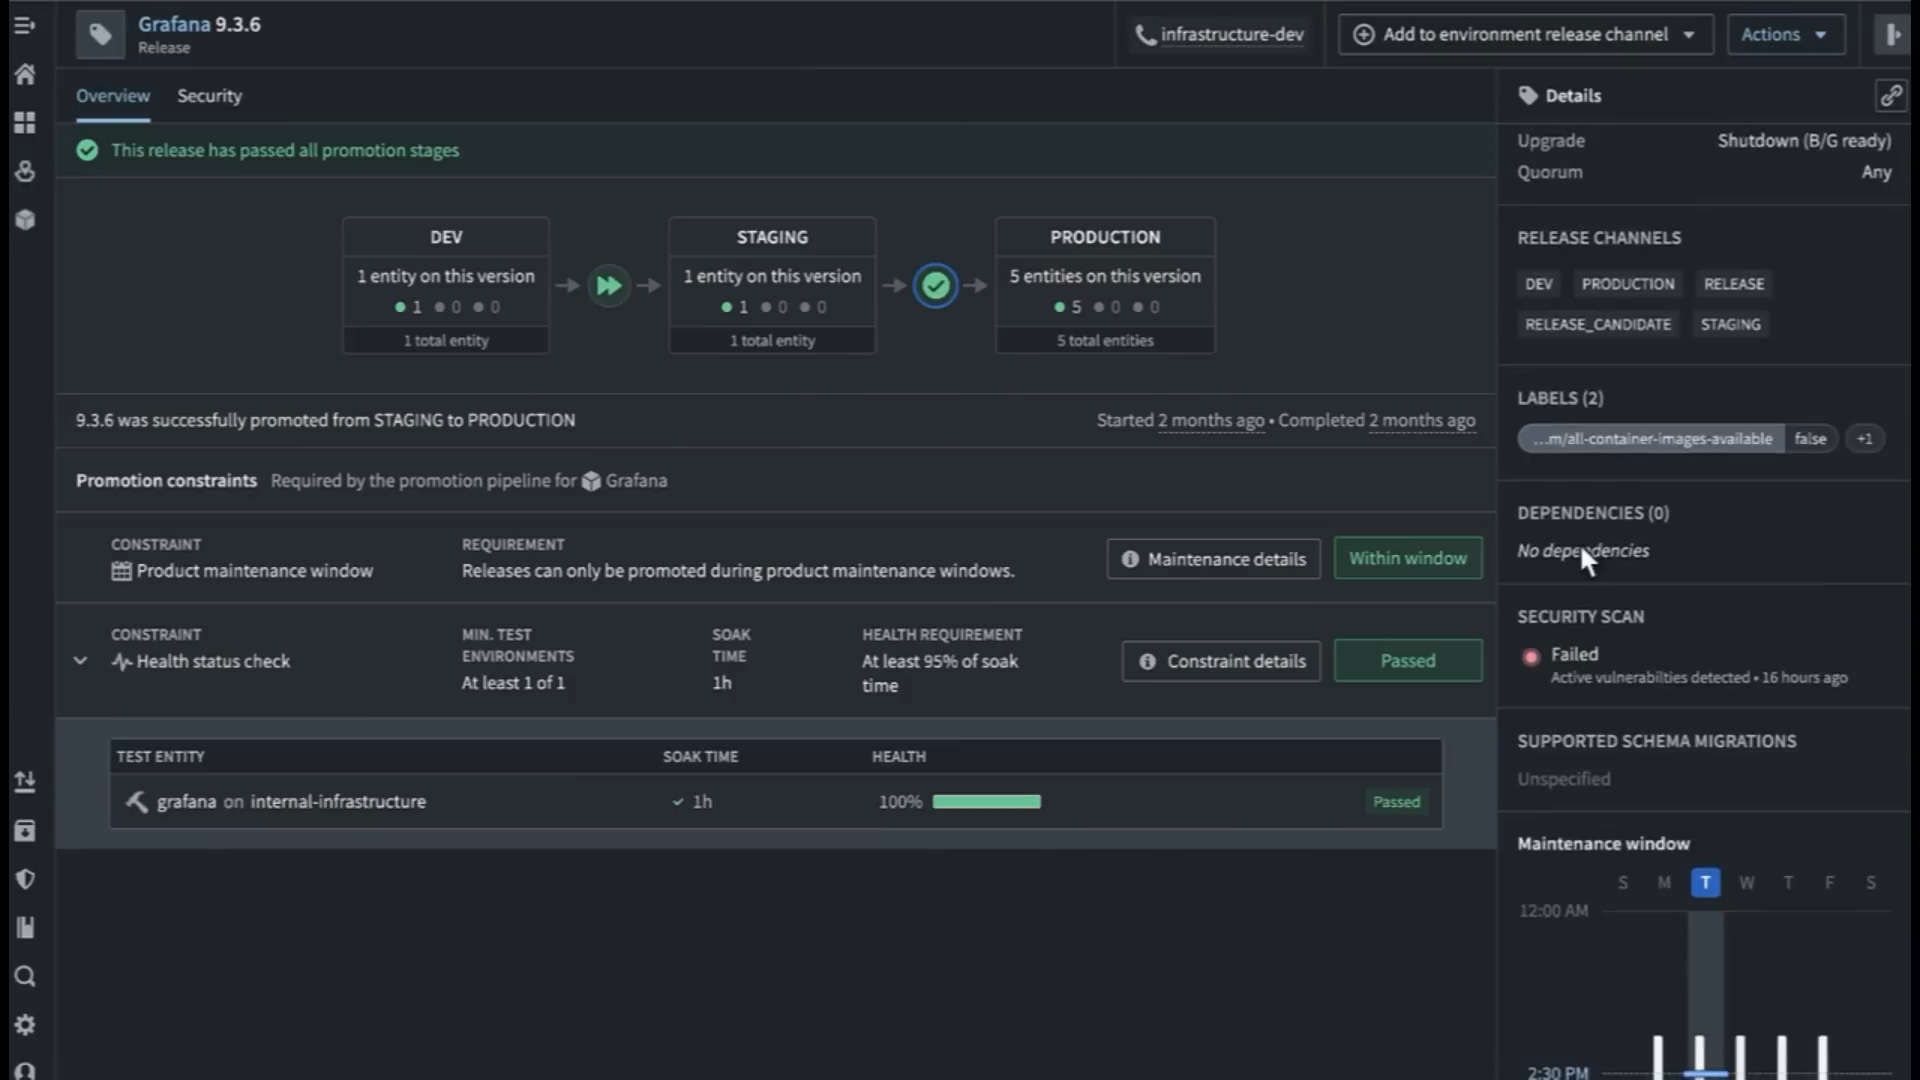 Grafana 9.3.6
Release
infrastructure-dev
Add to environment release channel
Actions
Overview
Security
This release has passed all promotion stages
DEV
1 entity on this version
1 0 0
1 total entity
STAGING
1 entity on this version
1 0 0
1 total entity
PRODUCTION
5 entities on this version
5 0 0
5 total entities
9.3.6 was successfully promoted from STAGING to PRODUCTION
Started 2 months ago • Completed 2 months ago
Promotion constraints Required by the promotion pipeline for Grafana
CONSTRAINT
Product maintenance window
REQUIREMENT
Releases can only be promoted during product maintenance windows.
Maintenance details
Within window
CONSTRAINT
Health status check
MIN. TEST
ENVIRONMENTS
At least 1 of 1
SOAK
TIME
1h
HEALTH REQUIREMENT
At least 95% of soak
time
Constraint details
Passed
TEST ENTITY
SOAK TIME
HEALTH
grafana on internal-infrastructure
1h
100%
Passed
Details
Upgrade
Shutdown (B/G ready)
Quorum
Any
RELEASE CHANNELS
DEV
PRODUCTION
RELEASE
RELEASE_CANDIDATE
STAGING
LABELS (2)
...m/all-container-images-available false +1
DEPENDENCIES (0)
No dependencies
SECURITY SCAN
Failed
Active vulnerabilties detected • 16 hours ago
SUPPORTED SCHEMA MIGRATIONS
Unspecified
Maintenance window
S M T W T F S
12:00 AM
2:30 PM